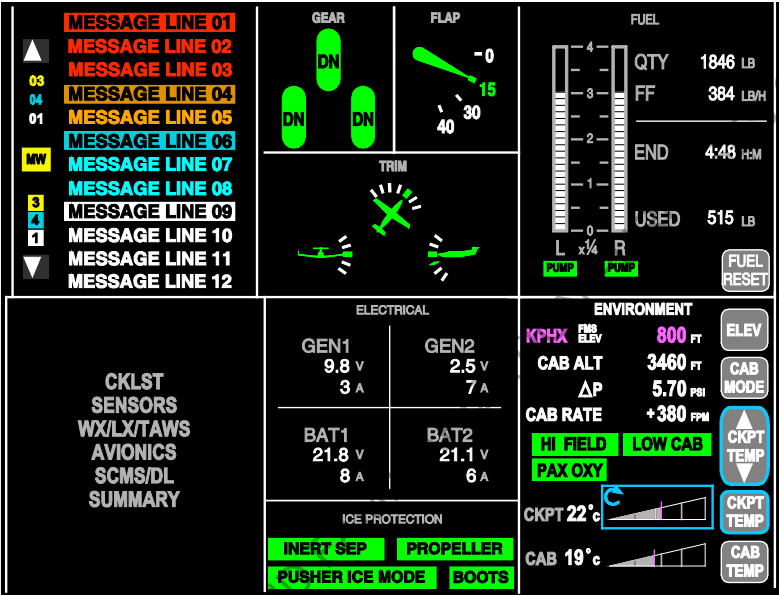 MESSAGE LINE 01
MESSAGE LINE 02
MESSAGE LINE 03
MESSAGE LINE 04
MESSAGE LINE 05
MESSAGE LINE 06
MESSAGE LINE 07
MESSAGE LINE 08
MESSAGE LINE 09
MESSAGE LINE 10
MESSAGE LINE 11
MESSAGE LINE 12
03
04
01
MW
3
4
1
GEAR
DN
DN DN
FLAP
0
15
30
40
TRIM
FUEL
4
3
2
1
0
L x¼ R
PUMP PUMP
QTY 1846 LB
FF 384 LB/H
END 4:48 H:M
USED 515 LB
FUEL
RESET
CKLST
SENSORS
WX/LX/TAWS
AVIONICS
SCMS/DL
SUMMARY
ELECTRICAL
GEN1
9.8 V
3 A
GEN2
2.5 V
7 A
BAT1
21.8 V
8 A
BAT2
21.1 V
6 A
ICE PROTECTION
INERT SEP PROPELLER
PUSHER ICE MODE BOOTS
ENVIRONMENT
KPHX FMS ELEV 800 FT
CAB ALT 3460 FT
ΔP 5.70 PSI
CAB RATE +380 FPM
HI FIELD LOW CAB
PAX OXY
CKPT 22°C
CAB 19°C
ELEV
CAB
MODE
CKPT
TEMP
CKPT
TEMP
CAB
TEMP